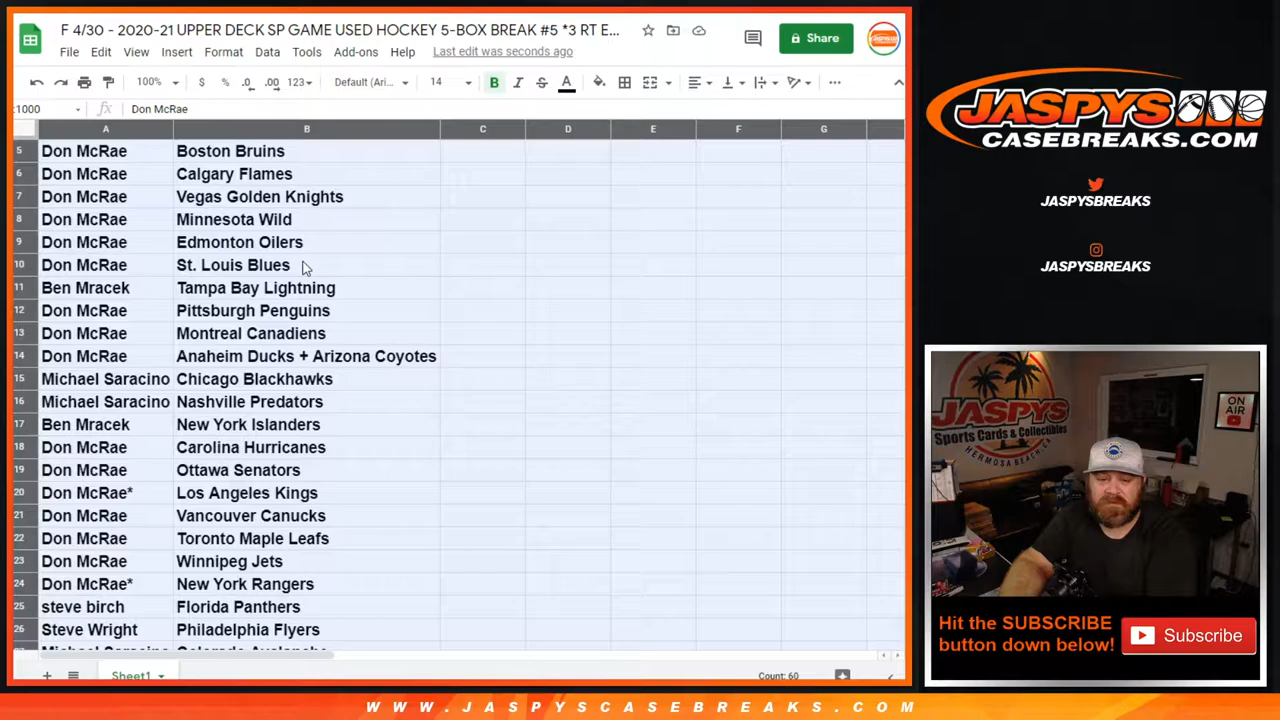 F 4/30 - 2020-21 UPPER DECK SP GAME USED HOCKEY 5-BOX BREAK #5 *3 RT E...
File Edit View Insert Format Data Tools Add-ons Help Last edit was seconds ago
Share
100% $ % .0 .00 123 Default (Ari... 14 B I S A
:1000 fx Don McRae
A B C D E F G
5 Don McRae Boston Bruins
6 Don McRae Calgary Flames
7 Don McRae Vegas Golden Knights
8 Don McRae Minnesota Wild
9 Don McRae Edmonton Oilers
10 Don McRae St. Louis Blues
11 Ben Mracek Tampa Bay Lightning
12 Don McRae Pittsburgh Penguins
13 Don McRae Montreal Canadiens
14 Don McRae Anaheim Ducks + Arizona Coyotes
15 Michael Saracino Chicago Blackhawks
16 Michael Saracino Nashville Predators
17 Ben Mracek New York Islanders
18 Don McRae Carolina Hurricanes
19 Don McRae Ottawa Senators
20 Don McRae* Los Angeles Kings
21 Don McRae Vancouver Canucks
22 Don McRae Toronto Maple Leafs
23 Don McRae Winnipeg Jets
24 Don McRae* New York Rangers
25 steve birch Florida Panthers
26 Steve Wright Philadelphia Flyers
Michael Saracino Colorado Avalanche
Sheet1 Count: 60
JASPYS
CASEBREAKS.COM
JASPYSBREAKS
JASPYSBREAKS
JASPYS
Sports Cards & Collectibles
HERMOSA BEACH, CA
ON AIR
Hit the SUBSCRIBE
button down below!
Subscribe
WWW.JASPYSCASEBREAKS.COM